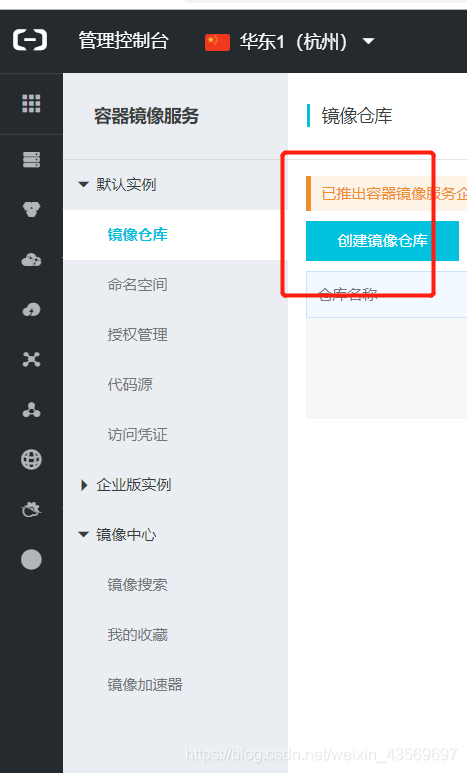 管理控制台
华东1（杭州）
容器镜像服务
镜像仓库
默认实例
已推出容器镜像服务企
镜像仓库
创建镜像仓库
命名空间
仓库名称
授权管理
代码源
访问凭证
企业版实例
镜像中心
镜像搜索
我的收藏
镜像加速器
https://blog.csdn.net/weixin_43569697